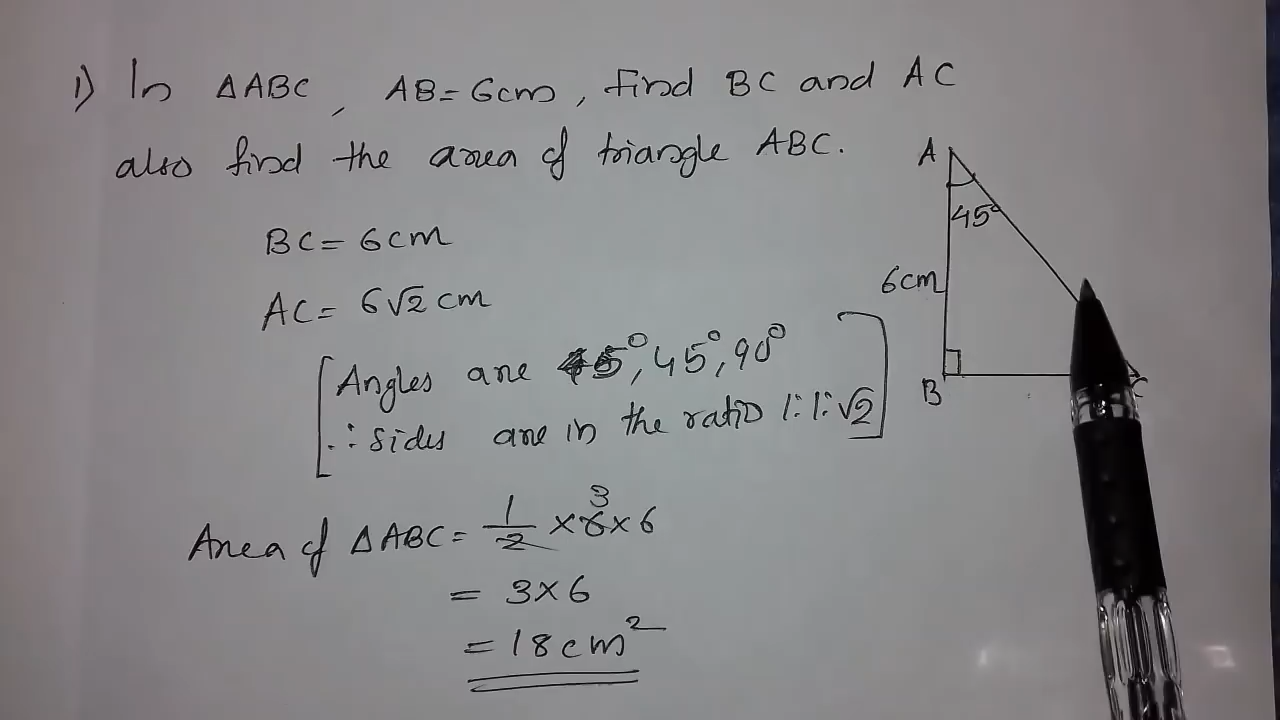 1) In ΔABC, AB=6cm, find BC and AC
also find the area of triangle ABC.
A
45°
6cm
B
C
BC= 6cm
AC= 6√2 cm
[Angles are 45°, 45°, 90°
∴ sides are in the ratio 1:1:√2]
Area of ΔABC= 1/2 × 6 3 × 6
= 3×6
= 18cm²